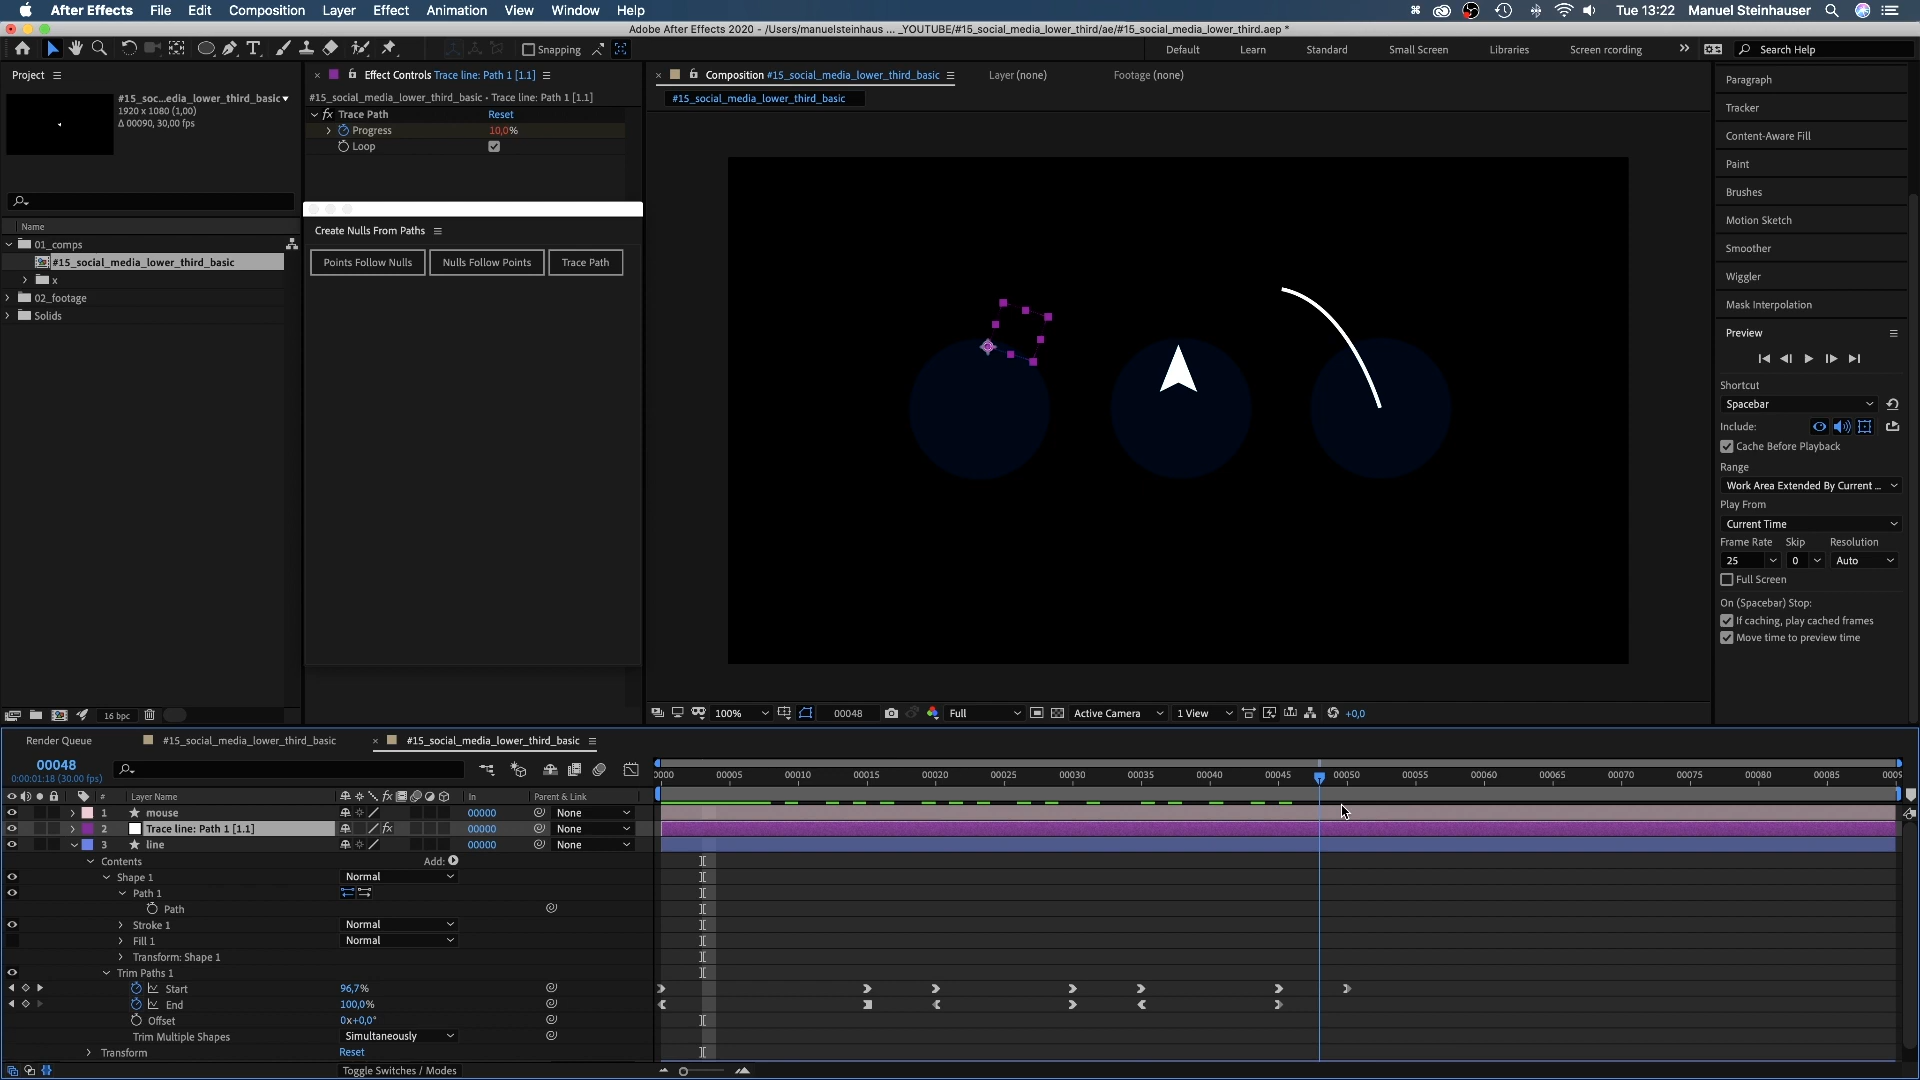 After Effects File Edit Composition Layer Effect Animation View Window Help Tue 13:22 Manuel Steinhauser
Adobe After Effects 2020 - /Users/manuelsteinhaus ... _YOUTUBE/#15_social_media_lower_third/ae/#15_social_media_lower_third.aep *
Snapping Default Learn Standard Small Screen Libraries Screen rcording Search Help
Project
#15_soc...edia_lower_third_basic
1920 x 1080 (1,00)
Δ 00090, 30,00 fps
Name
01_comps
#15_social_media_lower_third_basic
x
02_footage
Solids
16 bpc
Effect Controls Trace line: Path 1 [1.1]
#15_social_media_lower_third_basic • Trace line: Path 1 [1.1]
fx Trace Path Reset
Progress 10,0%
Loop
Create Nulls From Paths
Points Follow Nulls Nulls Follow Points Trace Path
Composition #15_social_media_lower_third_basic Layer (none) Footage (none)
#15_social_media_lower_third_basic
100% 00048 Full Active Camera 1 View +0,0
Paragraph
Tracker
Content-Aware Fill
Paint
Brushes
Motion Sketch
Smoother
Wiggler
Mask Interpolation
Preview
Shortcut
Spacebar
Include:
Cache Before Playback
Range
Work Area Extended By Current ...
Play From
Current Time
Frame Rate Skip Resolution
25 0 Auto
Full Screen
On (Spacebar) Stop:
If caching, play cached frames
Move time to preview time
Render Queue #15_social_media_lower_third_basic #15_social_media_lower_third_basic
00048
0:00:01:18 (30.00 fps)
0000 00005 00010 00015 00020 00025 00030 00035 00040 00045 00050 00055 00060 00065 00070 00075 00080 00085 0009
# Layer Name fx In Parent & Link
1 mouse 00000 None
2 Trace line: Path 1 [1.1] fx 00000 None
3 line 00000 None
Contents Add:
Shape 1 Normal
Path 1
Path
Stroke 1 Normal
Fill 1 Normal
Transform: Shape 1
Trim Paths 1
Start 96,7%
End 100,0%
Offset 0x+0,0°
Trim Multiple Shapes Simultaneously
Transform Reset
Toggle Switches / Modes